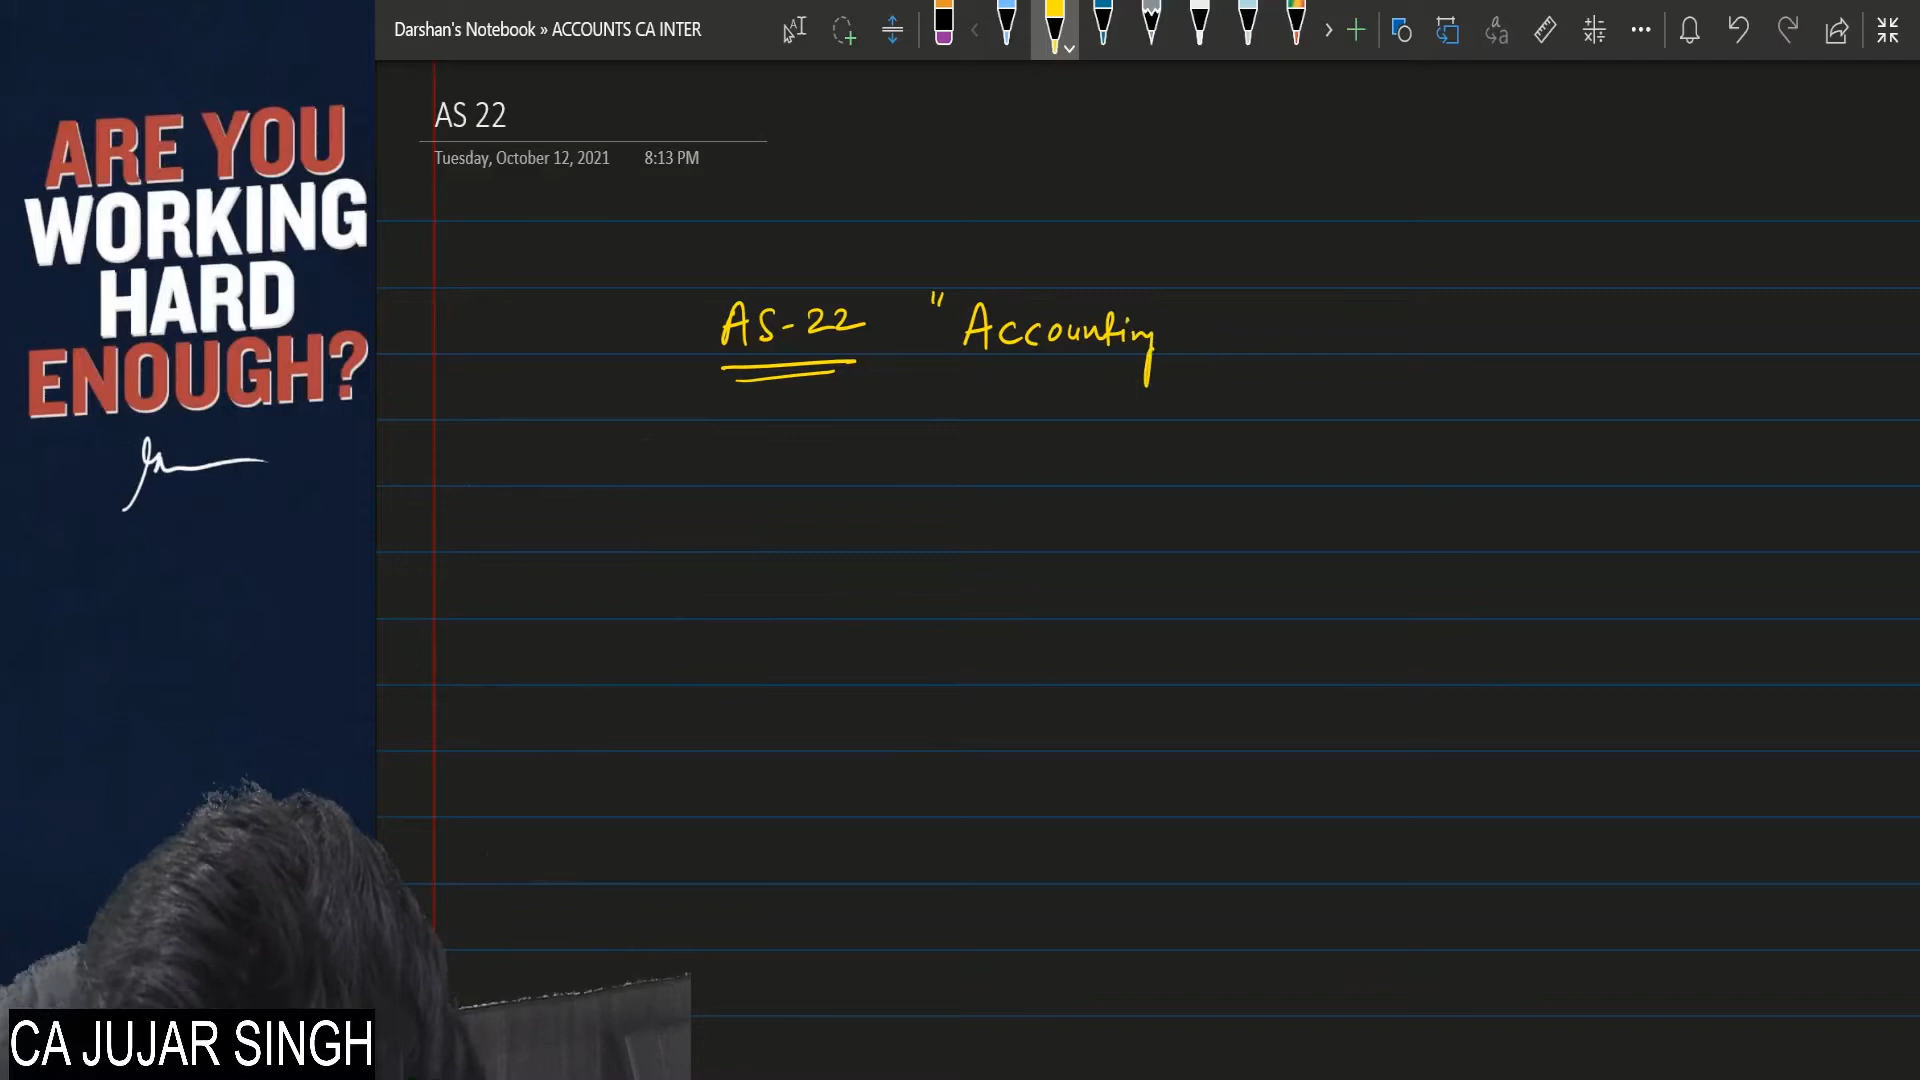 Darshan's Notebook » ACCOUNTS CA INTER
ARE YOU
WORKING
HARD
ENOUGH?
AS 22
Tuesday, October 12, 2021 8:13 PM
AS-22 " Accounting
CA JUJAR SINGH